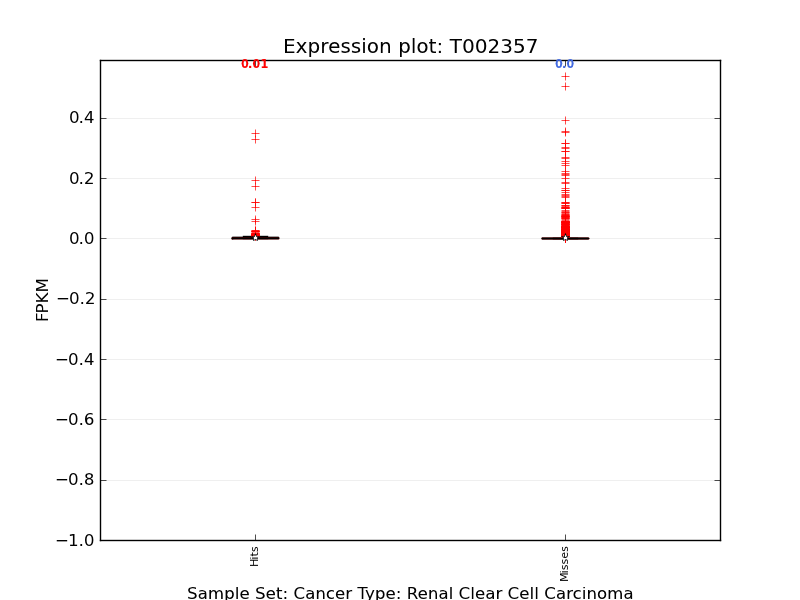 Expression plot: T002357
0.01
0.0
0.4
0.2
0.0
−0.2
−0.4
−0.6
−0.8
−1.0
FPKM
Hits
Misses
Sample Set: Cancer Type: Renal Clear Cell Carcinoma